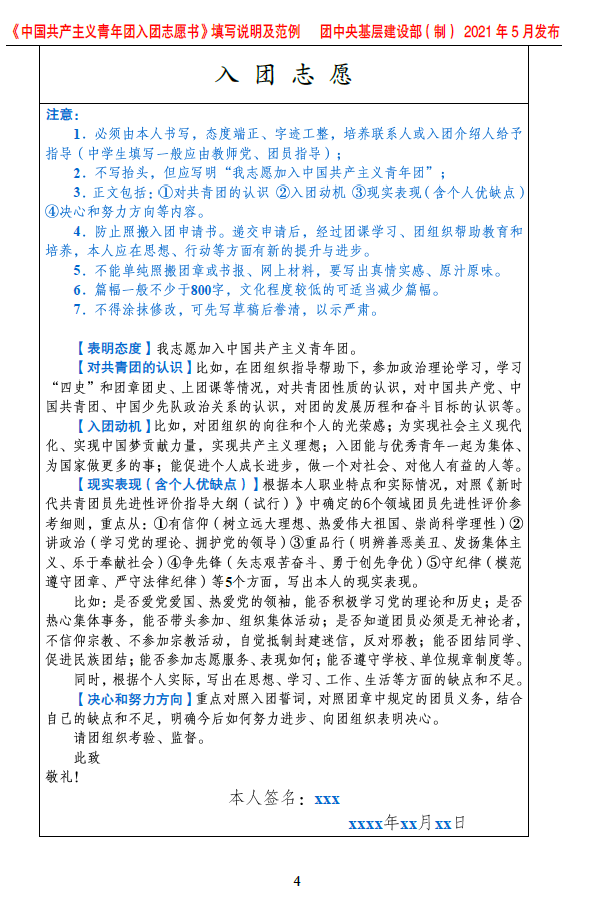 《中国共产主义青年团入团志愿书》填写说明及范例 团中央基层建设部（制） 2021 年 5 月发布
入 团 志 愿
注意：
1．必须由本人书写，态度端正、字迹工整，培养联系人或入团介绍人给予
指导（中学生填写一般应由教师党、团员指导）；
2．不写抬头，但应写明“我志愿加入中国共产主义青年团”；
3．正文包括：①对共青团的认识 ②入团动机 ③现实表现（含个人优缺点）
④决心和努力方向等内容。
4．防止照搬入团申请书。递交申请后，经过团课学习、团组织帮助教育和
培养，本人应在思想、行动等方面有新的提升与进步。
5．不能单纯照搬团章或书报、网上材料，要写出真情实感、原汁原味。
6．篇幅一般不少于800字，文化程度较低的可适当减少篇幅。
7．不得涂抹修改，可先写草稿后誊清，以示严肃。
【表明态度】我志愿加入中国共产主义青年团。
【对共青团的认识】比如，在团组织指导帮助下，参加政治理论学习，学习
“四史”和团章团史、上团课等情况，对共青团性质的认识，对中国共产党、中
国共青团、中国少先队政治关系的认识，对团的发展历程和奋斗目标的认识等。
【入团动机】比如，对团组织的向往和个人的光荣感；为实现社会主义现代
化、实现中国梦贡献力量，实现共产主义理想；入团能与优秀青年一起为集体、
为国家做更多的事；能促进个人成长进步，做一个对社会、对他人有益的人等。
【现实表现（含个人优缺点）】根据本人职业特点和实际情况，对照《新时
代共青团员先进性评价指导大纲（试行）》中确定的6个领域团员先进性评价参
考细则，重点从：①有信仰（树立远大理想、热爱伟大祖国、崇尚科学理性）②
讲政治（学习党的理论、拥护党的领导）③重品行（明辨善恶美丑、发扬集体主
义、乐于奉献社会）④争先锋（矢志艰苦奋斗、勇于创先争优）⑤守纪律（模范
遵守团章、严守法律纪律）等5个方面，写出本人的现实表现。
比如：是否爱党爱国、热爱党的领袖，能否积极学习党的理论和历史；是否
热心集体事务，能否带头参加、组织集体活动；是否知道团员必须是无神论者，
不信仰宗教、不参加宗教活动，自觉抵制封建迷信，反对邪教；能否团结同学、
促进民族团结；能否参加志愿服务、表现如何；能否遵守学校、单位规章制度等。
同时，根据个人实际，写出在思想、学习、工作、生活等方面的缺点和不足。
【决心和努力方向】重点对照入团誓词，对照团章中规定的团员义务，结合
自己的缺点和不足，明确今后如何努力进步、向团组织表明决心。
请团组织考验、监督。
此致
敬礼！
本人签名：xxx
xxxx年xx月xx日
4